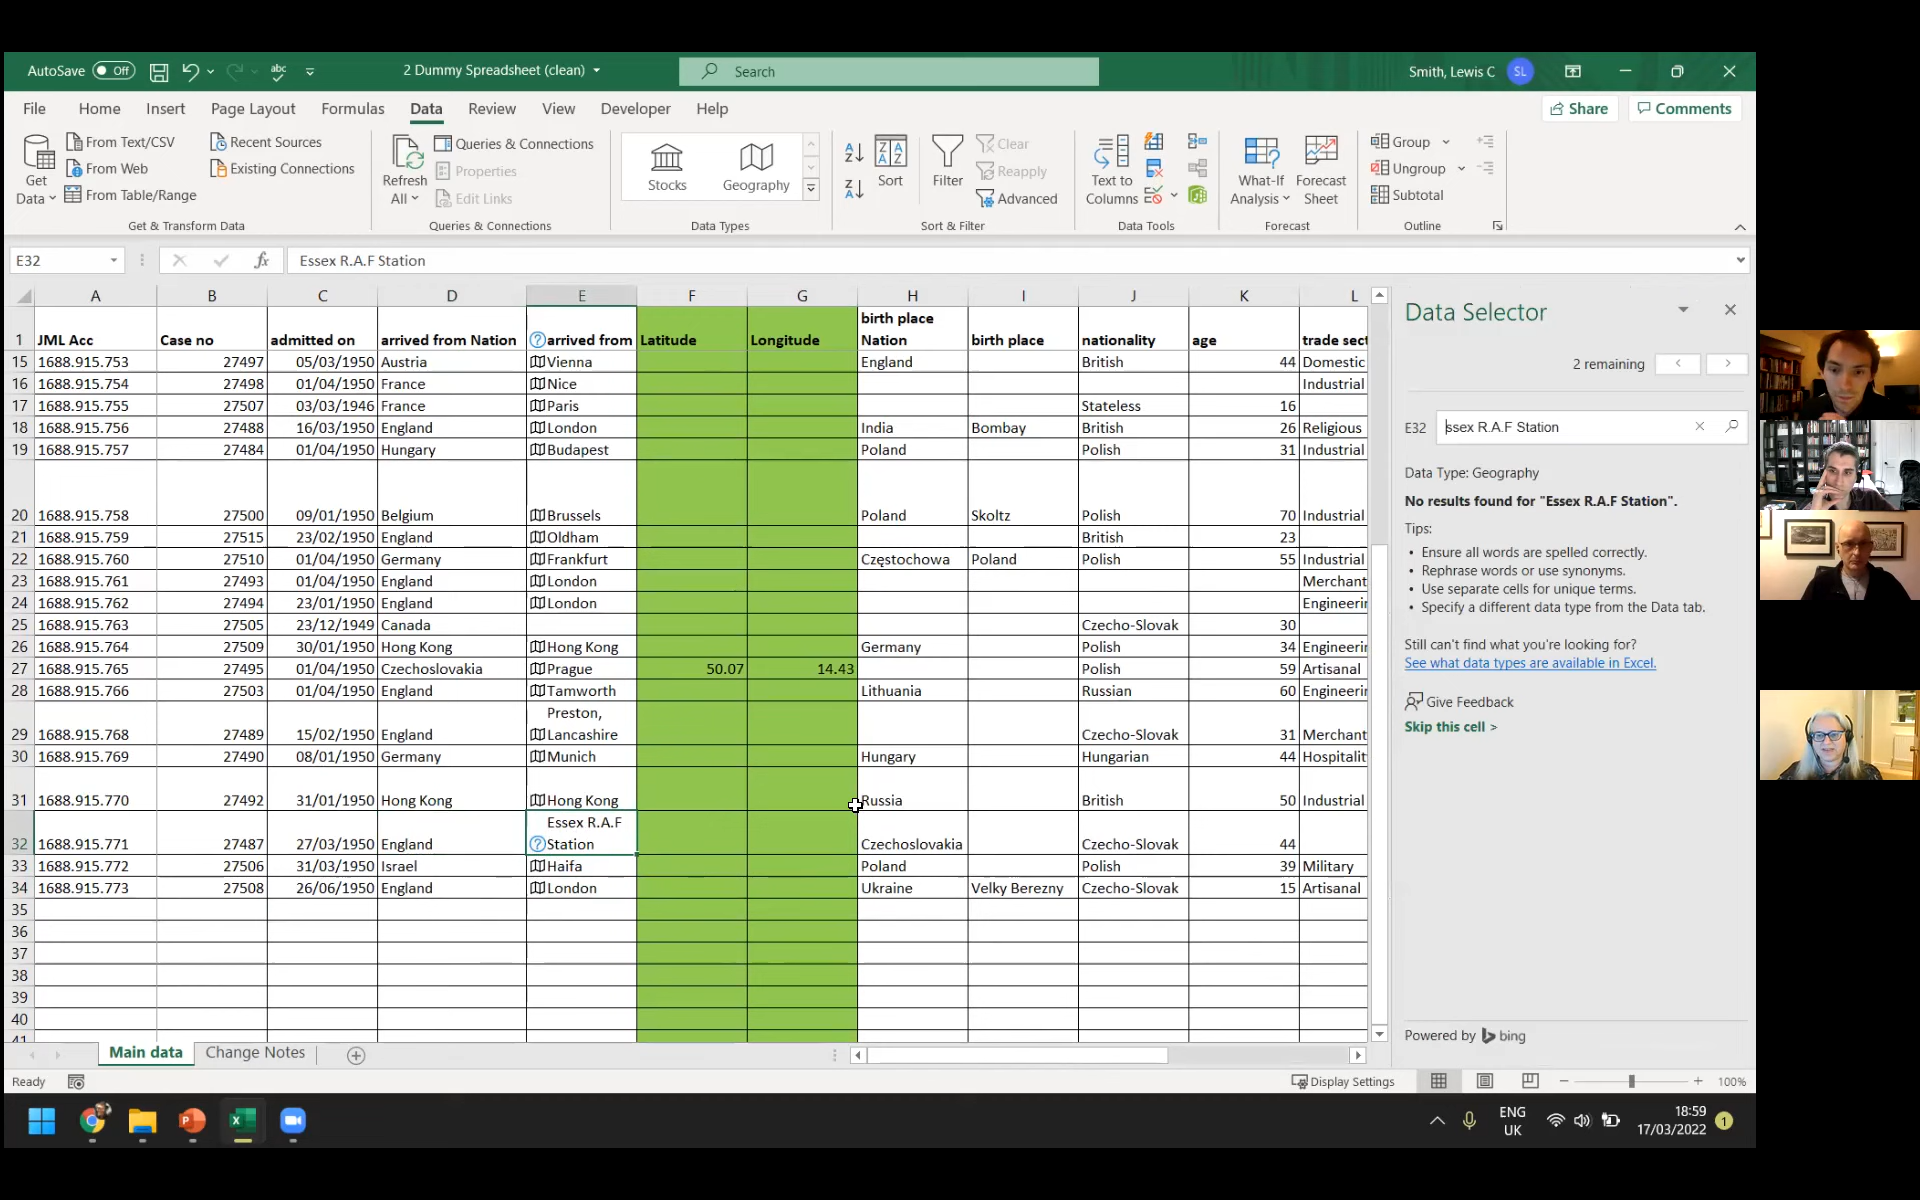 AutoSave Off abc 2 Dummy Spreadsheet (clean) Search Smith, Lewis C SL
File Home Insert Page Layout Formulas Data Review View Developer Help Share Comments
Get Data From Text/CSV From Web From Table/Range Recent Sources Existing Connections
Refresh All Queries & Connections Properties Edit Links
Stocks Geography
Sort Filter Clear Reapply Advanced
Text to Columns What-If Analysis Forecast Sheet Group Ungroup Subtotal
Get & Transform Data Queries & Connections Data Types Sort & Filter Data Tools Forecast Outline
E32 fx Essex R.A.F Station
A B C D E F G H I J K L
1 JML Acc Case no admitted on arrived from Nation arrived from Latitude Longitude birth place Nation birth place nationality age trade sect
15 1688.915.753 27497 05/03/1950 Austria Vienna England British 44 Domestic
16 1688.915.754 27498 01/04/1950 France Nice Industrial
17 1688.915.755 27507 03/03/1946 France Paris Stateless 16
18 1688.915.756 27488 16/03/1950 England London India Bombay British 26 Religious
19 1688.915.757 27484 01/04/1950 Hungary Budapest Poland Polish 31 Industrial
20 1688.915.758 27500 09/01/1950 Belgium Brussels Poland Skoltz Polish 70 Industrial
21 1688.915.759 27515 23/02/1950 England Oldham British 23
22 1688.915.760 27510 01/04/1950 Germany Frankfurt Częstochowa Poland Polish 55 Industrial
23 1688.915.761 27493 01/04/1950 England London Merchant
24 1688.915.762 27494 23/01/1950 England London Engineerin
25 1688.915.763 27505 23/12/1949 Canada Czecho-Slovak 30
26 1688.915.764 27509 30/01/1950 Hong Kong Hong Kong Germany Polish 34 Engineerin
27 1688.915.765 27495 01/04/1950 Czechoslovakia Prague 50.07 14.43 Polish 59 Artisanal
28 1688.915.766 27503 01/04/1950 England Tamworth Lithuania Russian 60 Engineerin
29 1688.915.768 27489 15/02/1950 England Preston, Lancashire Czecho-Slovak 31 Merchant
30 1688.915.769 27490 08/01/1950 Germany Munich Hungary Hungarian 44 Hospitalit
31 1688.915.770 27492 31/01/1950 Hong Kong Hong Kong Russia British 50 Industrial
32 1688.915.771 27487 27/03/1950 England Essex R.A.F Station Czechoslovakia Czecho-Slovak 44
33 1688.915.772 27506 31/03/1950 Israel Haifa Poland Polish 39 Military
34 1688.915.773 27508 26/06/1950 England London Ukraine Velky Berezny Czecho-Slovak 15 Artisanal
35
36
37
38
39
40
41
Data Selector
2 remaining
E32 ssex R.A.F Station
Data Type: Geography
No results found for "Essex R.A.F Station".
Tips:
• Ensure all words are spelled correctly.
• Rephrase words or use synonyms.
• Use separate cells for unique terms.
• Specify a different data type from the Data tab.
Still can't find what you're looking for?
See what data types are available in Excel.
Give Feedback
Skip this cell >
Powered by bing
Main data Change Notes
Ready Display Settings 100%
ENG UK 18:59 17/03/2022 1